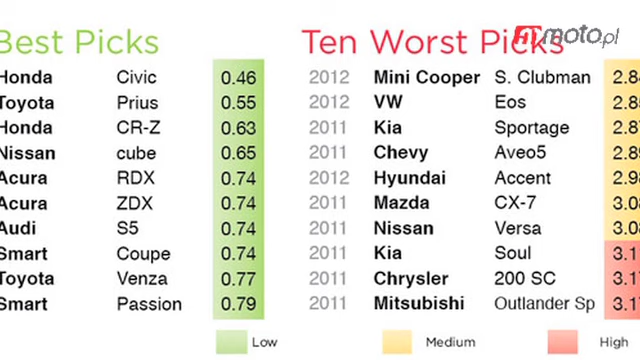 Best Picks
Honda Civic 0.46
Toyota Prius 0.55
Honda CR-Z 0.63
Nissan cube 0.65
Acura RDX 0.74
Acura ZDX 0.74
Audi S5 0.74
Smart Coupe 0.74
Toyota Venza 0.77
Smart Passion 0.79
Ten Worst Picks
moto.pl
2012 Mini Cooper S. Clubman
2012 VW Eos
2011 Kia Sportage
2011 Chevy Aveo5
2012 Hyundai Accent
2011 Mazda CX-7
2011 Nissan Versa
2011 Kia Soul
2011 Chrysler 200 SC
2011 Mitsubishi Outlander Sp
Low Medium High